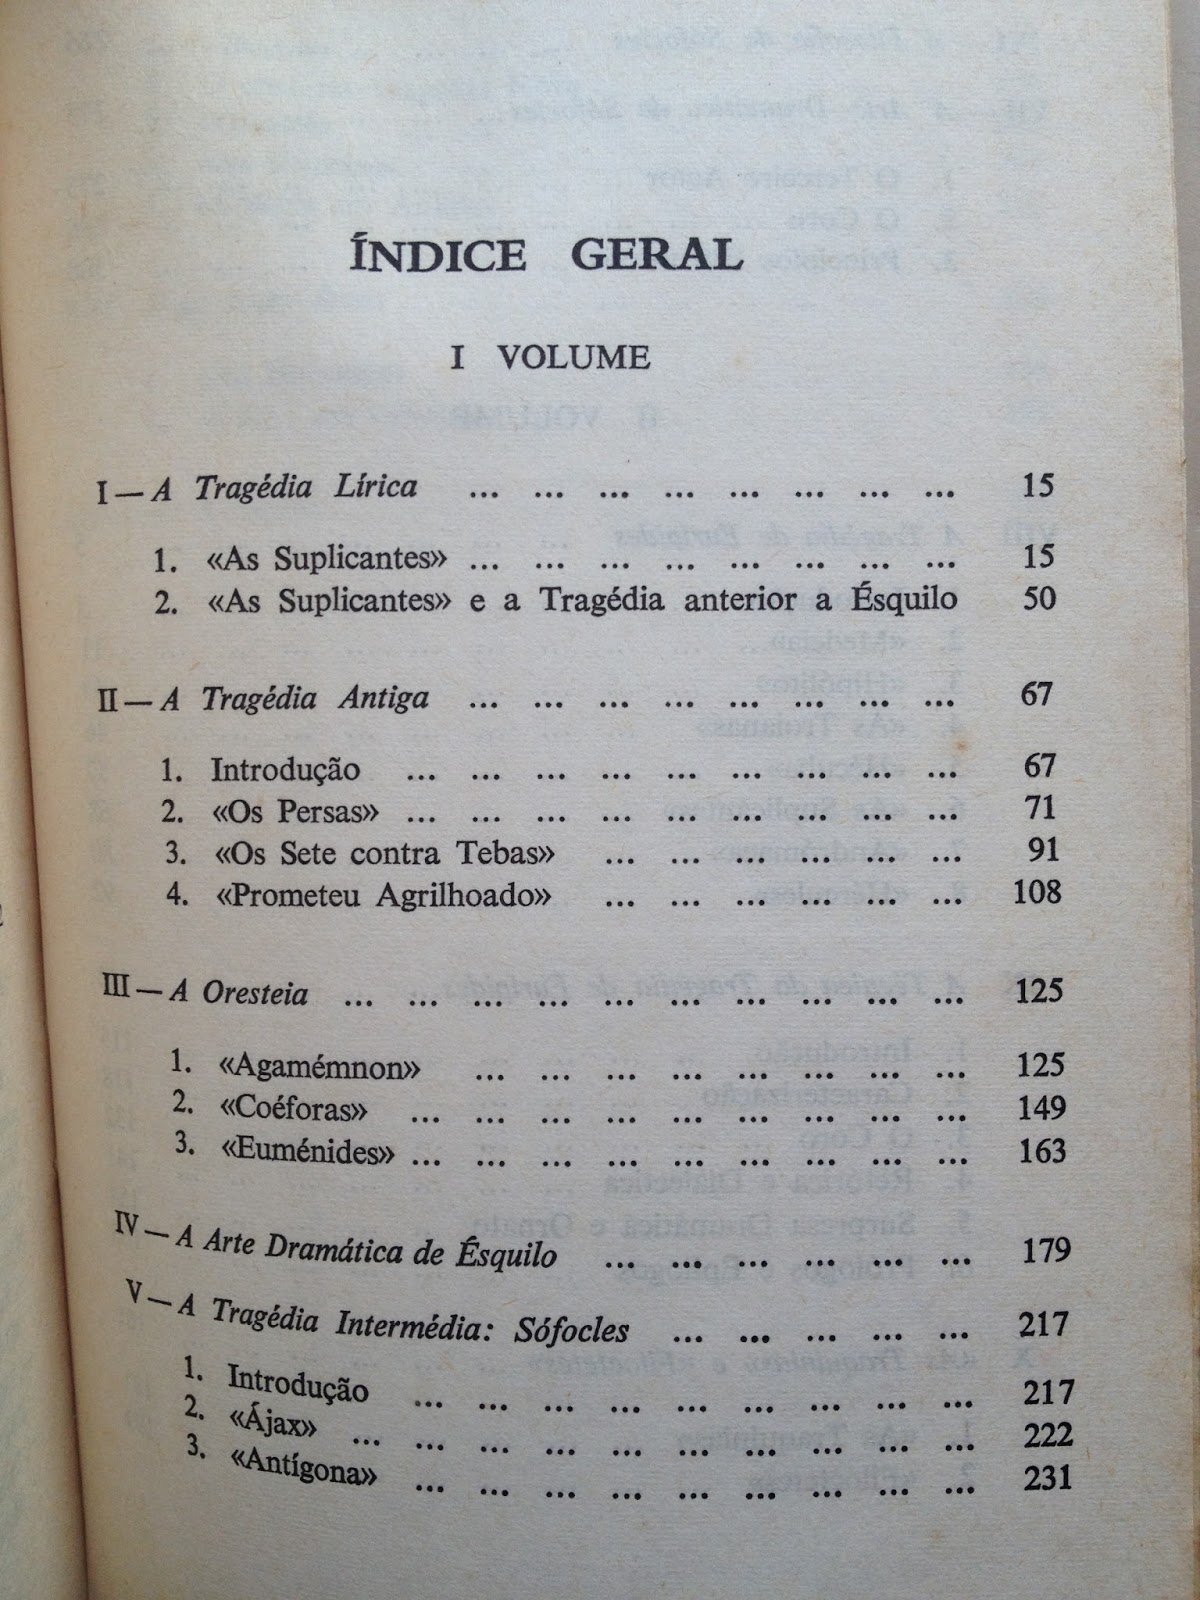 ÍNDICE GERAL
I VOLUME
I — A Tragédia Lírica ... ... ... ... ... ... ... ... 15
1. «As Suplicantes» ... ... ... ... ... ... ... ... 15
2. «As Suplicantes» e a Tragédia anterior a Ésquilo 50
II — A Tragédia Antiga ... ... ... ... ... ... ... ... 67
1. Introdução ... ... ... ... ... ... ... ... ... 67
2. «Os Persas» ... ... ... ... ... ... ... ... ... 71
3. «Os Sete contra Tebas» ... ... ... ... ... ... 91
4. «Prometeu Agrilhoado» ... ... ... ... ... ... 108
III — A Oresteia ... ... ... ... ... ... ... ... ... ... 125
1. «Agamémnon» ... ... ... ... ... ... ... ... 125
2. «Coéforas» ... ... ... ... ... ... ... ... ... 149
3. «Euménides» ... ... ... ... ... ... ... ... ... 163
IV — A Arte Dramática de Ésquilo ... ... ... ... ... ... 179
V — A Tragédia Intermédia: Sófocles ... ... ... ... ... 217
1. Introdução ... ... ... ... ... ... ... ... ... 217
2. «Ájax» ... ... ... ... ... ... ... ... ... ... 222
3. «Antígona» ... ... ... ... ... ... ... ... ... 231